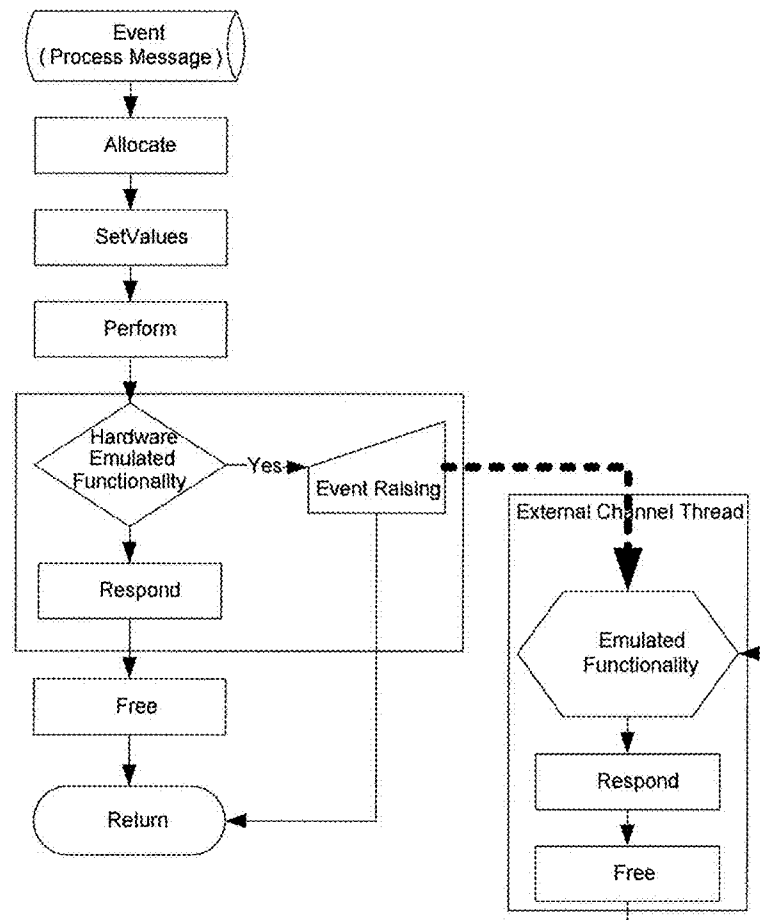 Event
( Process Message )
Allocate
SetValues
Perform
Hardware
Emulated
Functionality
Yes
Event Raising
Respond
Free
Return
External Channel Thread
Emulated
Functionality
Respond
Free